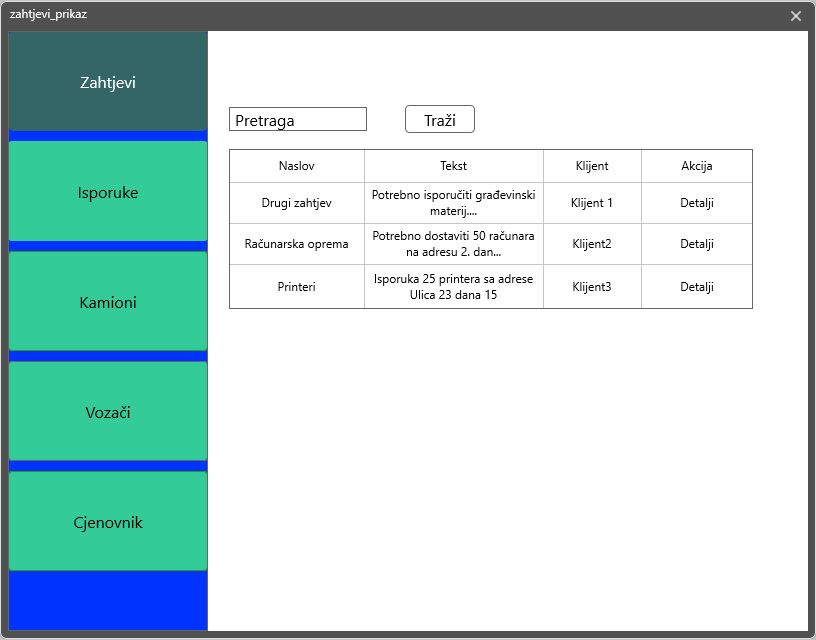 zahtjevi_prikaz
Zahtjevi
Isporuke
Kamioni
Vozači
Cjenovnik
Pretraga
Traži
Naslov Tekst Klijent Akcija
Drugi zahtjev Potrebno isporučiti građevinski materij.... Klijent 1 Detalji
Računarska oprema Potrebno dostaviti 50 računara na adresu 2. dan... Klijent2 Detalji
Printeri Isporuka 25 printera sa adrese Ulica 23 dana 15 Klijent3 Detalji